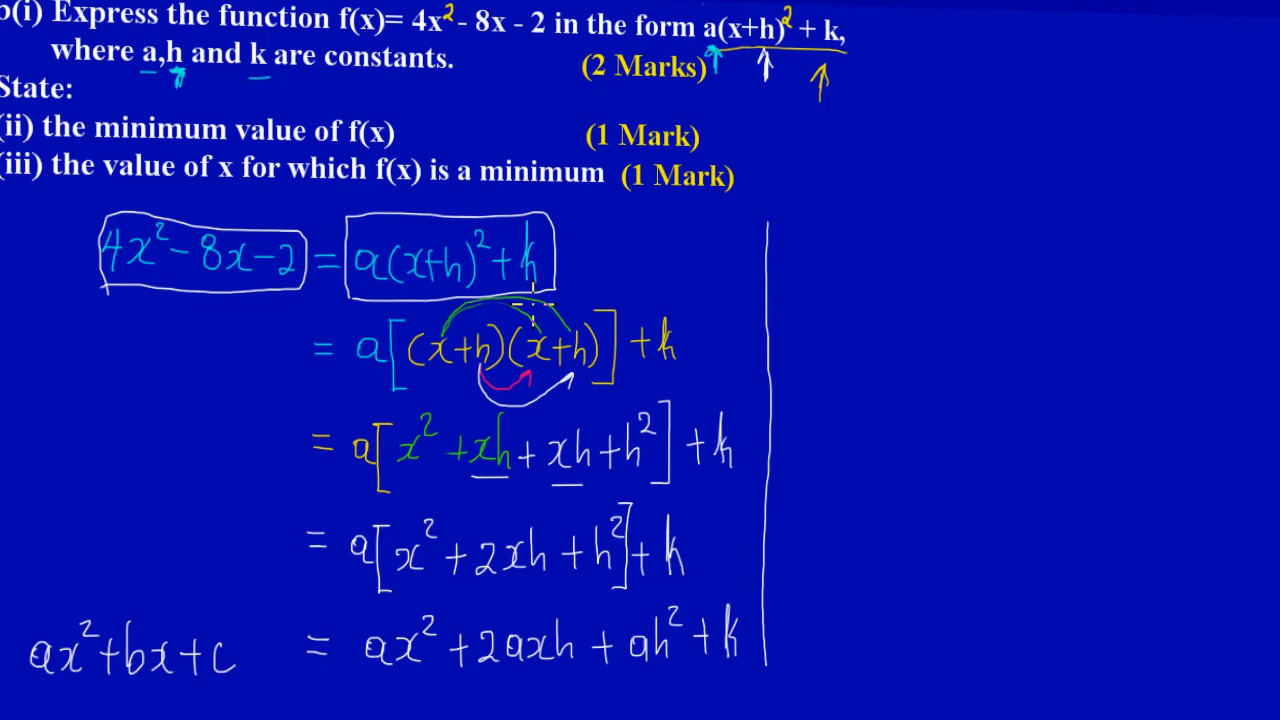 b(i) Express the function f(x)= 4x² - 8x - 2 in the form a(x+h)² + k,
where a,h and k are constants. (2 Marks)
State:
(ii) the minimum value of f(x) (1 Mark)
(iii) the value of x for which f(x) is a minimum (1 Mark)
4x² - 8x - 2 = a(x+h)² + k
= a[(x+h)(x+h)] + k
= a[x² + xh + xh + h²] + k
= a[x² + 2xh + h²] + k
ax² + bx + c = ax² + 2axh + ah² + k